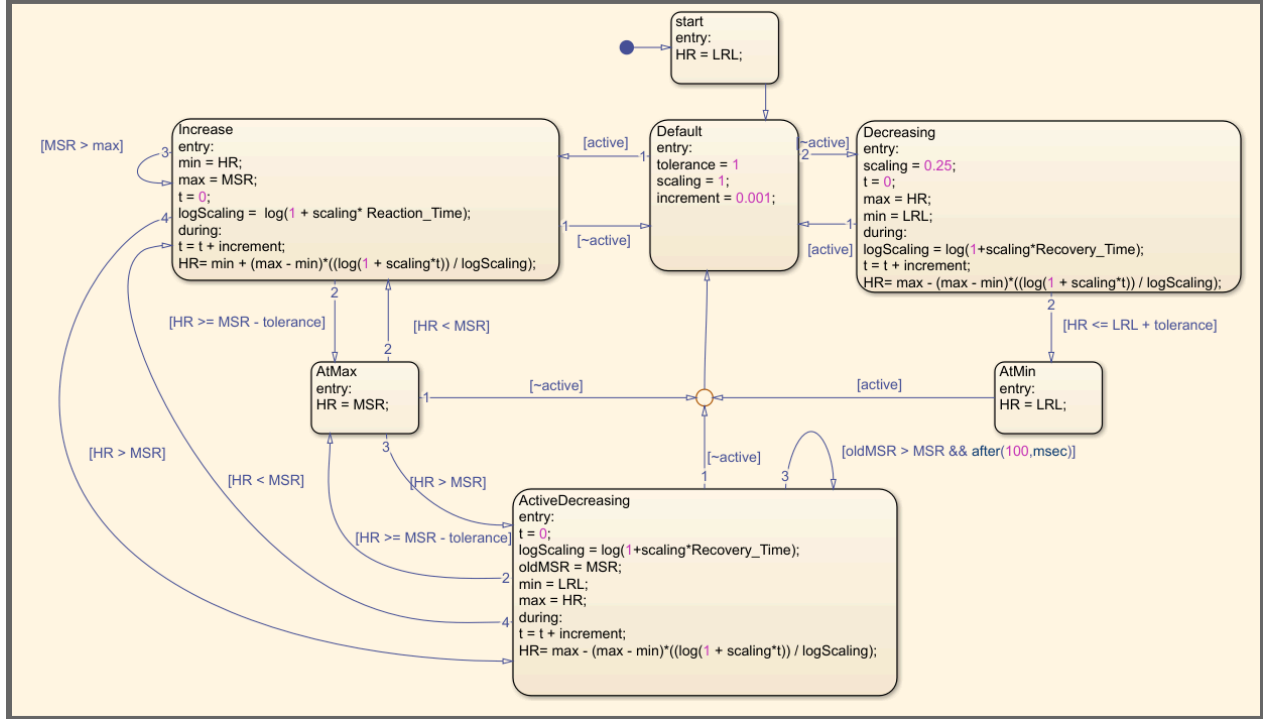 start
entry:
HR = LRL;
Increase
entry:
min = HR;
max = MSR;
t = 0;
logScaling =  log(1 + scaling* Reaction_Time);
during:
t = t + increment;
HR= min + (max - min)*((log(1 + scaling*t)) / logScaling);
[MSR > max]
3
4
[active]
1
1
[~active]
Default
entry:
tolerance = 1
scaling = 1;
increment = 0.001;
[~active]
2
1
[active]
Decreasing
entry:
scaling = 0.25;
t = 0;
max = HR;
min = LRL;
during:
logScaling = log(1+scaling*Recovery_Time);
t = t + increment;
HR= max - (max - min)*((log(1 + scaling*t)) / logScaling);
2
[HR >= MSR - tolerance]
[HR < MSR]
2
2
[HR <= LRL + tolerance]
AtMax
entry:
HR = MSR;
1
[~active]
3
[active]
AtMin
entry:
HR = LRL;
[HR > MSR]
[HR < MSR]
[HR > MSR]
[HR >= MSR - tolerance]
[~active]
1
3
[oldMSR > MSR && after(100,msec)]
ActiveDecreasing
entry:
t = 0;
logScaling = log(1+scaling*Recovery_Time);
oldMSR = MSR;
min = LRL;
max = HR;
during:
t = t + increment;
HR= max - (max - min)*((log(1 + scaling*t)) / logScaling);
2
4